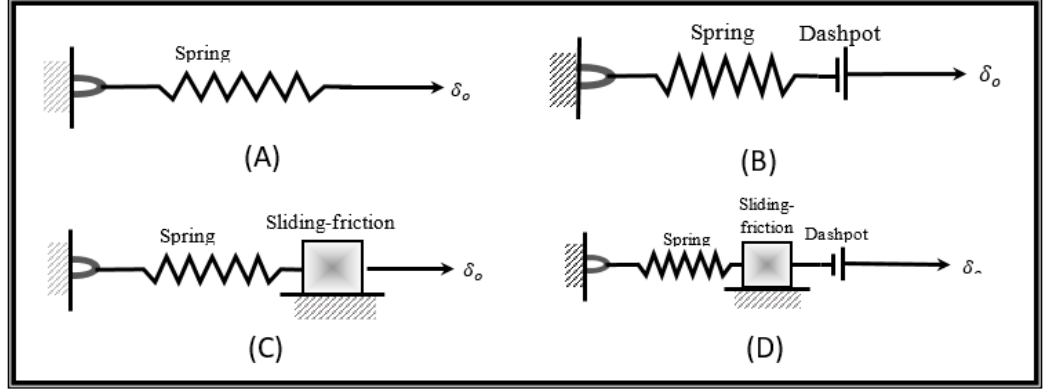 Spring
δₒ
(A)
Spring Dashpot
δₒ
(B)
Sliding-friction
Spring
δₒ
(C)
Sliding-
friction
Spring
Dashpot
(D)